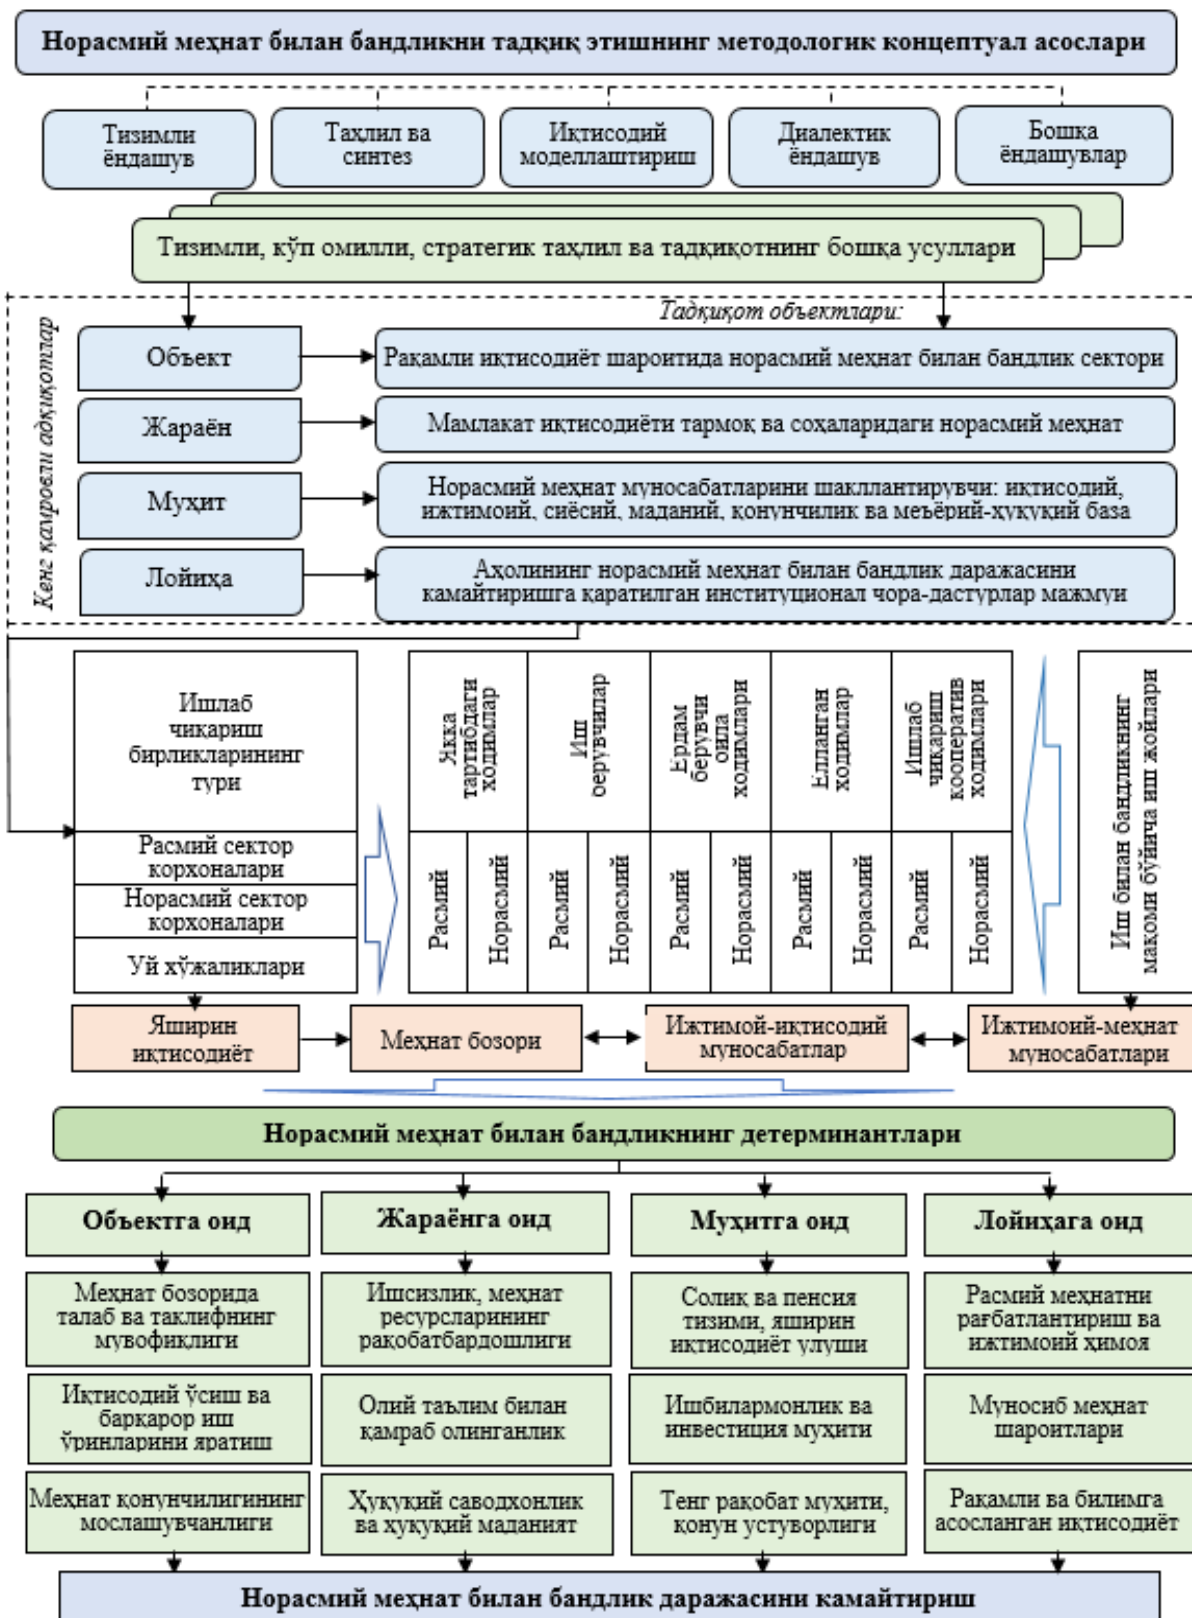 Норасмий меҳнат билан бандликни тадқиқ этишнинг методологик концептуал асослари
Тизимли
ёндашув
Таҳлил ва
синтез
Иқтисодий
моделлаштириш
Диалектик
ёндашув
Бошқа
ёндашувлар
Тизимли, кўп омилли, стратегик таҳлил ва тадқиқотнинг бошқа усуллари
Кенг қамровли адқиқотлар
Тадқиқот объектлари:
Объект
Рақамли иқтисодиёт шароитида норасмий меҳнат билан бандлик сектори
Жараён
Мамлакат иқтисодиёти тармоқ ва соҳаларидаги норасмий меҳнат
Муҳит
Норасмий меҳнат муносабатларини шакллантирувчи: иқтисодий,
ижтимоий, сиёсий, маданий, қонунчилик ва меъёрий-ҳуқуқий база
Лойиҳа
Аҳолининг норасмий меҳнат билан бандлик даражасини
камайтиришга қаратилган институционал чора-дастурлар мажмуи
Ишлаб
чиқариш
бирликларининг
тури
Якка
тартибдаги
ходимлар
Иш
берувчилар
Ёрдам
берувчи
оила
ходимлари
Ёлланган
ходимлар
Ишлаб
чиқариш
кооператив
ходимлари
Иш билан бандликнинг
мақоми бўйича иш жойлари
Расмий сектор
корхоналари
Норасмий сектор
корхоналари
Уй хўжаликлари
Расмий
Норасмий
Расмий
Норасмий
Расмий
Норасмий
Расмий
Норасмий
Расмий
Норасмий
Яширин
иқтисодиёт
Меҳнат бозори
Ижтимой-иқтисодий
муносабатлар
Ижтимоий-меҳнат
муносабатлари
Норасмий меҳнат билан бандликнинг детерминантлари
Объектга оид
Жараёнга оид
Муҳитга оид
Лойиҳага оид
Меҳнат бозорида
талаб ва таклифнинг
мувофиқлиги
Ишсизлик, меҳнат
ресурсларининг
рақобатбардошлиги
Солиқ ва пенсия
тизими, яширин
иқтисодиёт улуши
Расмий меҳнатни
рағбатлантириш ва
ижтимоий ҳимоя
Иқтисодий ўсиш ва
барқарор иш
ўринларини яратиш
Олий таълим билан
қамраб олинганлик
Ишбилармонлик ва
инвестиция муҳити
Муносиб меҳнат
шароитлари
Меҳнат қонунчилигининг
мослашувчанлиги
Ҳуқуқий саводхонлик
ва ҳуқуқий маданият
Тенг рақобат муҳити,
қонун устуворлиги
Рақамли ва билимга
асосланган иқтисодиёт
Норасмий меҳнат билан бандлик даражасини камайтириш